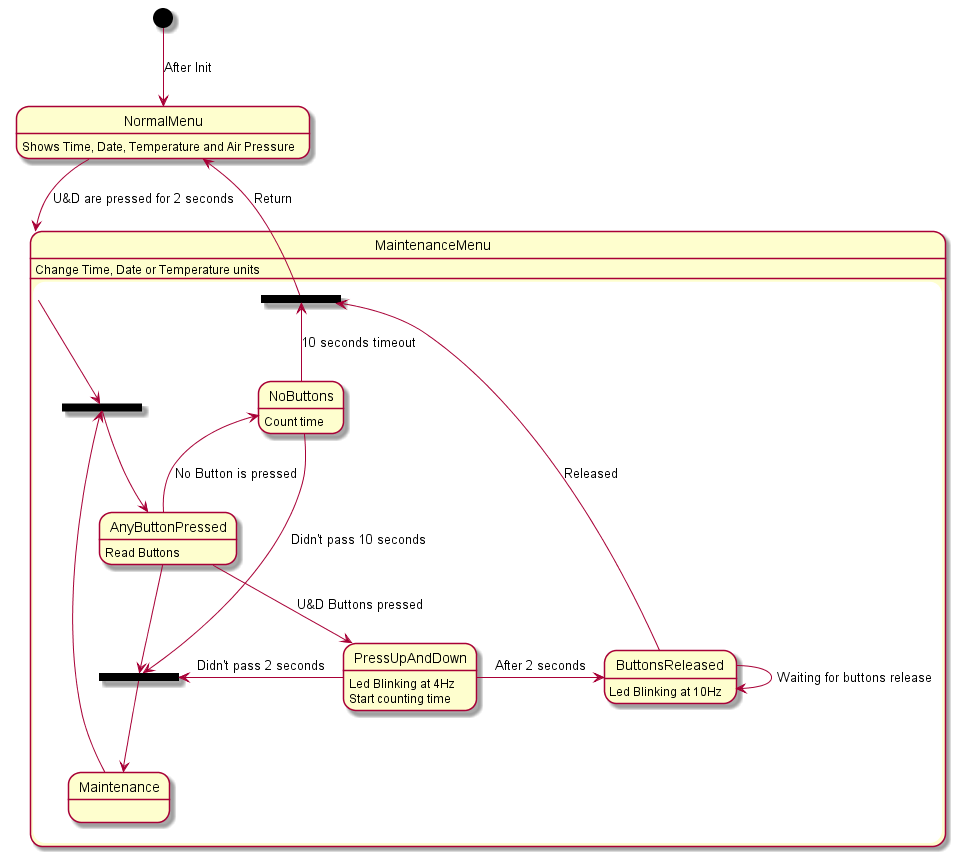 After Init
NormalMenu
Shows Time, Date, Temperature and Air Pressure
U&D are pressed for 2 seconds
Return
MaintenanceMenu
Change Time, Date or Temperature units
10 seconds timeout
NoButtons
Count time
No Button is pressed
Released
AnyButtonPressed
Read Buttons
Didn't pass 10 seconds
U&D Buttons pressed
Didn't pass 2 seconds
PressUpAndDown
Led Blinking at 4Hz
Start counting time
After 2 seconds
ButtonsReleased
Led Blinking at 10Hz
Waiting for buttons release
Maintenance